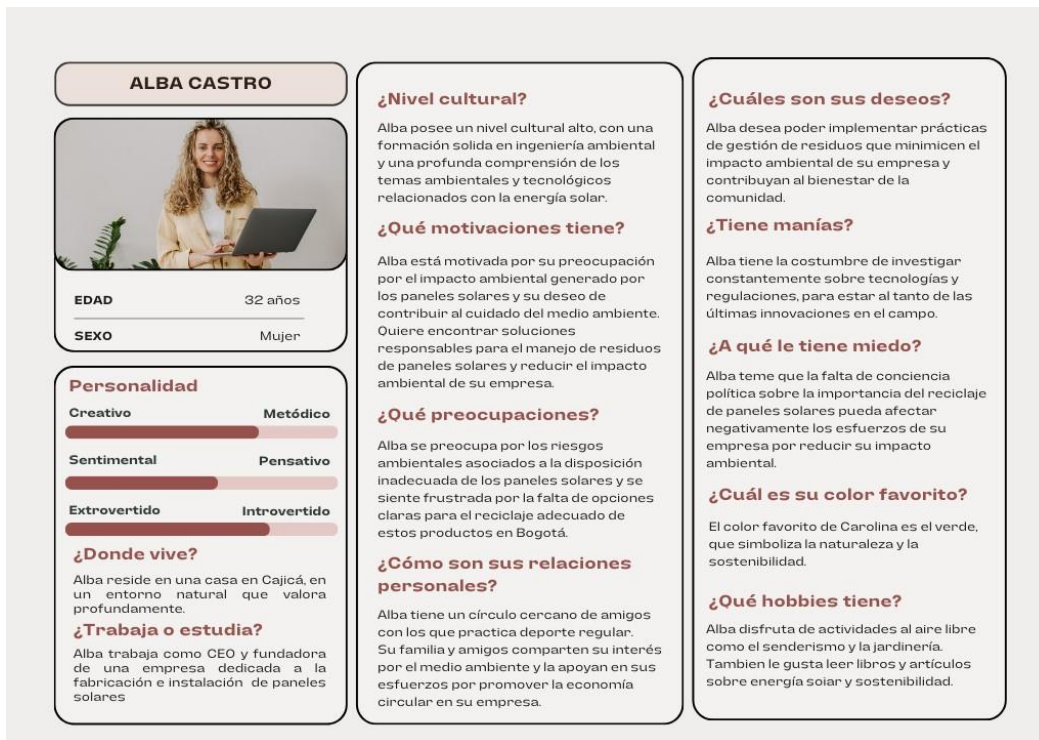 ALBA CASTRO
EDAD 32 años
SEXO Mujer
Personalidad
Creativo Metódico
Sentimental Pensativo
Extrovertido Introvertido
¿Donde vive?
Alba reside en una casa en Cajicá, en
un entorno natural que valora
profundamente.
¿Trabaja o estudia?
Alba trabaja como CEO y fundadora
de una empresa dedicada a la
fabricación e instalación de paneles
solares
¿Nivel cultural?
Alba posee un nivel cultural alto, con una
formación solida en ingeniería ambiental
y una profunda comprensión de los
temas ambientales y tecnológicos
relacionados con la energía solar.
¿Qué motivaciones tiene?
Alba está motivada por su preocupación
por el impacto ambiental generado por
los paneles solares y su deseo de
contribuir al cuidado del medio ambiente.
Quiere encontrar soluciones
responsables para el manejo de residuos
de paneles solares y reducir el impacto
ambiental de su empresa.
¿Qué preocupaciones?
Alba se preocupa por los riesgos
ambientales asociados a la disposición
inadecuada de los paneles solares y se
siente frustrada por la falta de opciones
claras para el reciclaje adecuado de
estos productos en Bogotá.
¿Cómo son sus relaciones
personales?
Alba tiene un círculo cercano de amigos
con los que practica deporte regular.
Su familia y amigos comparten su interés
por el medio ambiente y la apoyan en sus
esfuerzos por promover la economía
circular en su empresa.
¿Cuáles son sus deseos?
Alba desea poder implementar prácticas
de gestión de residuos que minimicen el
impacto ambiental de su empresa y
contribuyan al bienestar de la
comunidad.
¿Tiene manías?
Alba tiene la costumbre de investigar
constantemente sobre tecnologías y
regulaciones, para estar al tanto de las
últimas innovaciones en el campo.
¿A qué le tiene miedo?
Alba teme que la falta de conciencia
política sobre la importancia del reciclaje
de paneles solares pueda afectar
negativamente los esfuerzos de su
empresa por reducir su impacto
ambiental.
¿Cuál es su color favorito?
El color favorito de Carolina es el verde,
que simboliza la naturaleza y la
sostenibilidad.
¿Qué hobbies tiene?
Alba disfruta de actividades al aire libre
como el senderismo y la jardinería.
Tambien le gusta leer libros y artículos
sobre energía soiar y sostenibilidad.